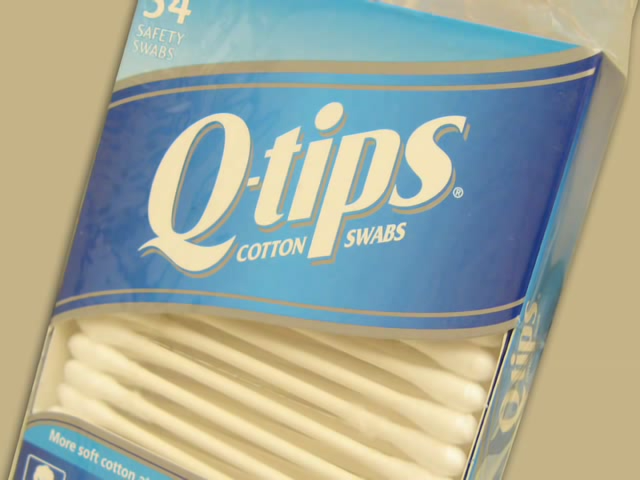 54
SAFETY
SWABS
Q-tips®
COTTON SWABS
Q-tips
More soft cotton